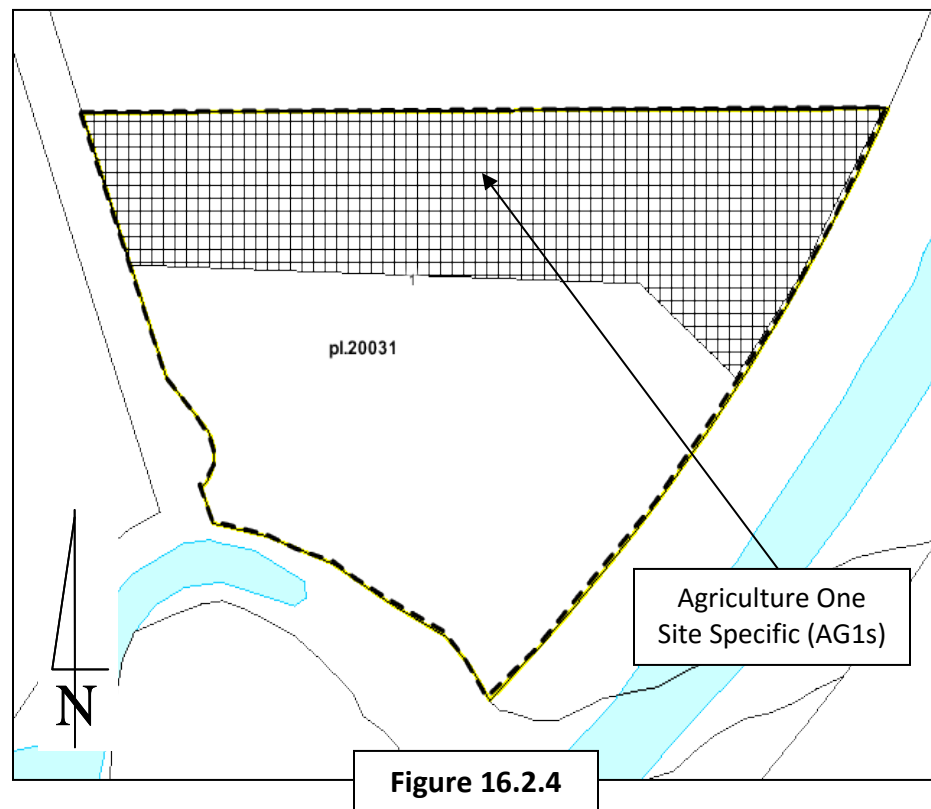 1
pl.20031
Agriculture One
Site Specific (AG1s)
N
Figure 16.2.4